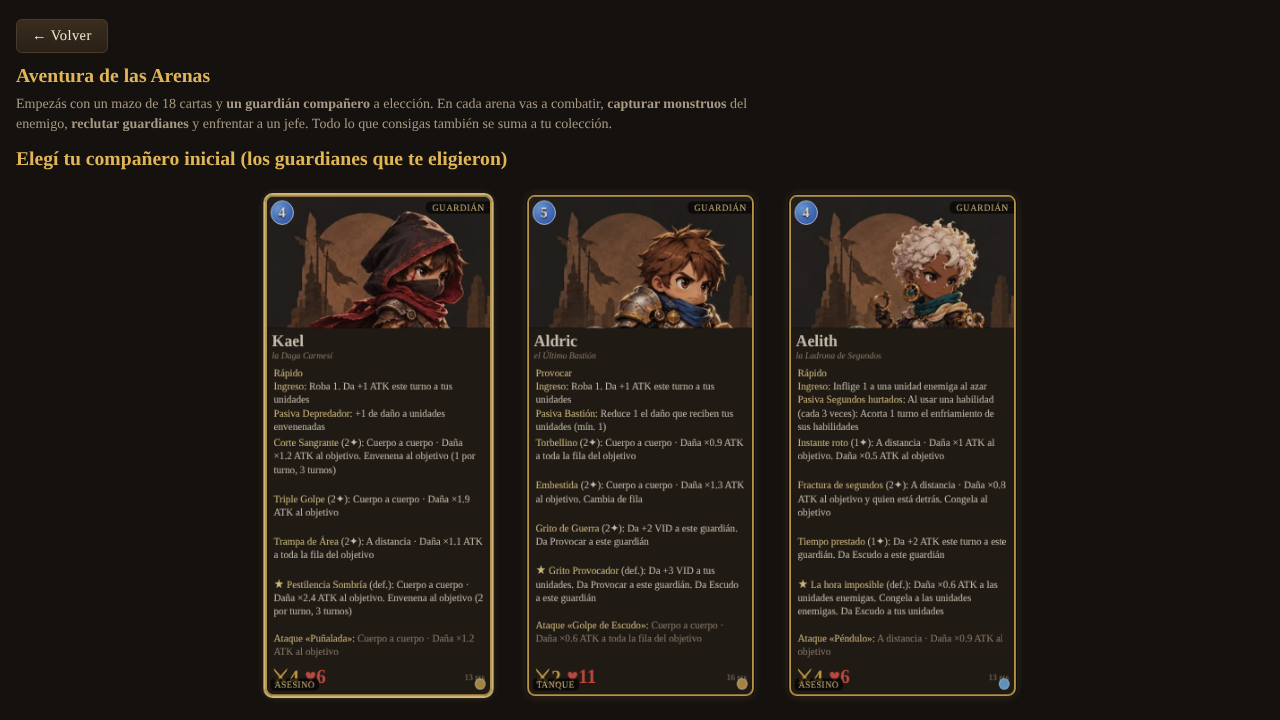 ← Volver
Aventura de las Arenas
Empezás con un mazo de 18 cartas y un guardián compañero a elección. En cada arena vas a combatir, capturar monstruos del
enemigo, reclutar guardianes y enfrentar a un jefe. Todo lo que consigas también se suma a tu colección.
Elegí tu compañero inicial (los guardianes que te eligieron)
4
GUARDIÁN
Kael
la Daga Carmesí
Rápido
Ingreso: Roba 1. Da +1 ATK este turno a tus
unidades
Pasiva Depredador: +1 de daño a unidades
envenenadas
Corte Sangrante (2✦): Cuerpo a cuerpo · Daña
×1.2 ATK al objetivo. Envenena al objetivo (1 por
turno, 3 turnos)
Triple Golpe (2✦): Cuerpo a cuerpo · Daña ×1.9
ATK al objetivo
Trampa de Área (2✦): A distancia · Daña ×1.1 ATK
a toda la fila del objetivo
★ Pestilencia Sombría (def.): Cuerpo a cuerpo ·
Daña ×2.4 ATK al objetivo. Envenena al objetivo (2
por turno, 3 turnos)
Ataque «Puñalada»: Cuerpo a cuerpo · Daña ×1.2
ATK al objetivo
⚔4 ♥6
13
ASESINO
5
GUARDIÁN
Aldric
el Último Bastión
Provocar
Ingreso: Roba 1. Da +1 ATK este turno a tus
unidades
Pasiva Bastión: Reduce 1 el daño que reciben tus
unidades (mín. 1)
Torbellino (2✦): Cuerpo a cuerpo · Daña ×0.9 ATK
a toda la fila del objetivo
Embestida (2✦): Cuerpo a cuerpo · Daña ×1.3 ATK
al objetivo. Cambia de fila
Grito de Guerra (2✦): Da +2 VID a este guardián.
Da Provocar a este guardián
★ Grito Provocador (def.): Da +3 VID a tus
unidades. Da Provocar a este guardián. Da Escudo
a este guardián
Ataque «Golpe de Escudo»: Cuerpo a cuerpo ·
Daña ×0.6 ATK a toda la fila del objetivo
♥11
16
TANQUE
4
GUARDIÁN
Aelith
la Ladrona de Segundos
Rápido
Ingreso: Inflige 1 a una unidad enemiga al azar
Pasiva Segundos hurtados: Al usar una habilidad
(cada 3 veces): Acorta 1 turno el enfriamiento de
sus habilidades
Instante roto (1✦): A distancia · Daña ×1 ATK al
objetivo. Daña ×0.5 ATK al objetivo
Fractura de segundos (2✦): A distancia · Daña ×0.8
ATK al objetivo y quien está detrás. Congela al
objetivo
Tiempo prestado (1✦): Da +2 ATK este turno a este
guardián. Da Escudo a este guardián
★ La hora imposible (def.): Daña ×0.6 ATK a las
unidades enemigas. Congela a las unidades
enemigas. Da Escudo a tus unidades
Ataque «Péndulo»: A distancia · Daña ×0.9 ATK al
objetivo
⚔4 ♥6
13
ASESINO